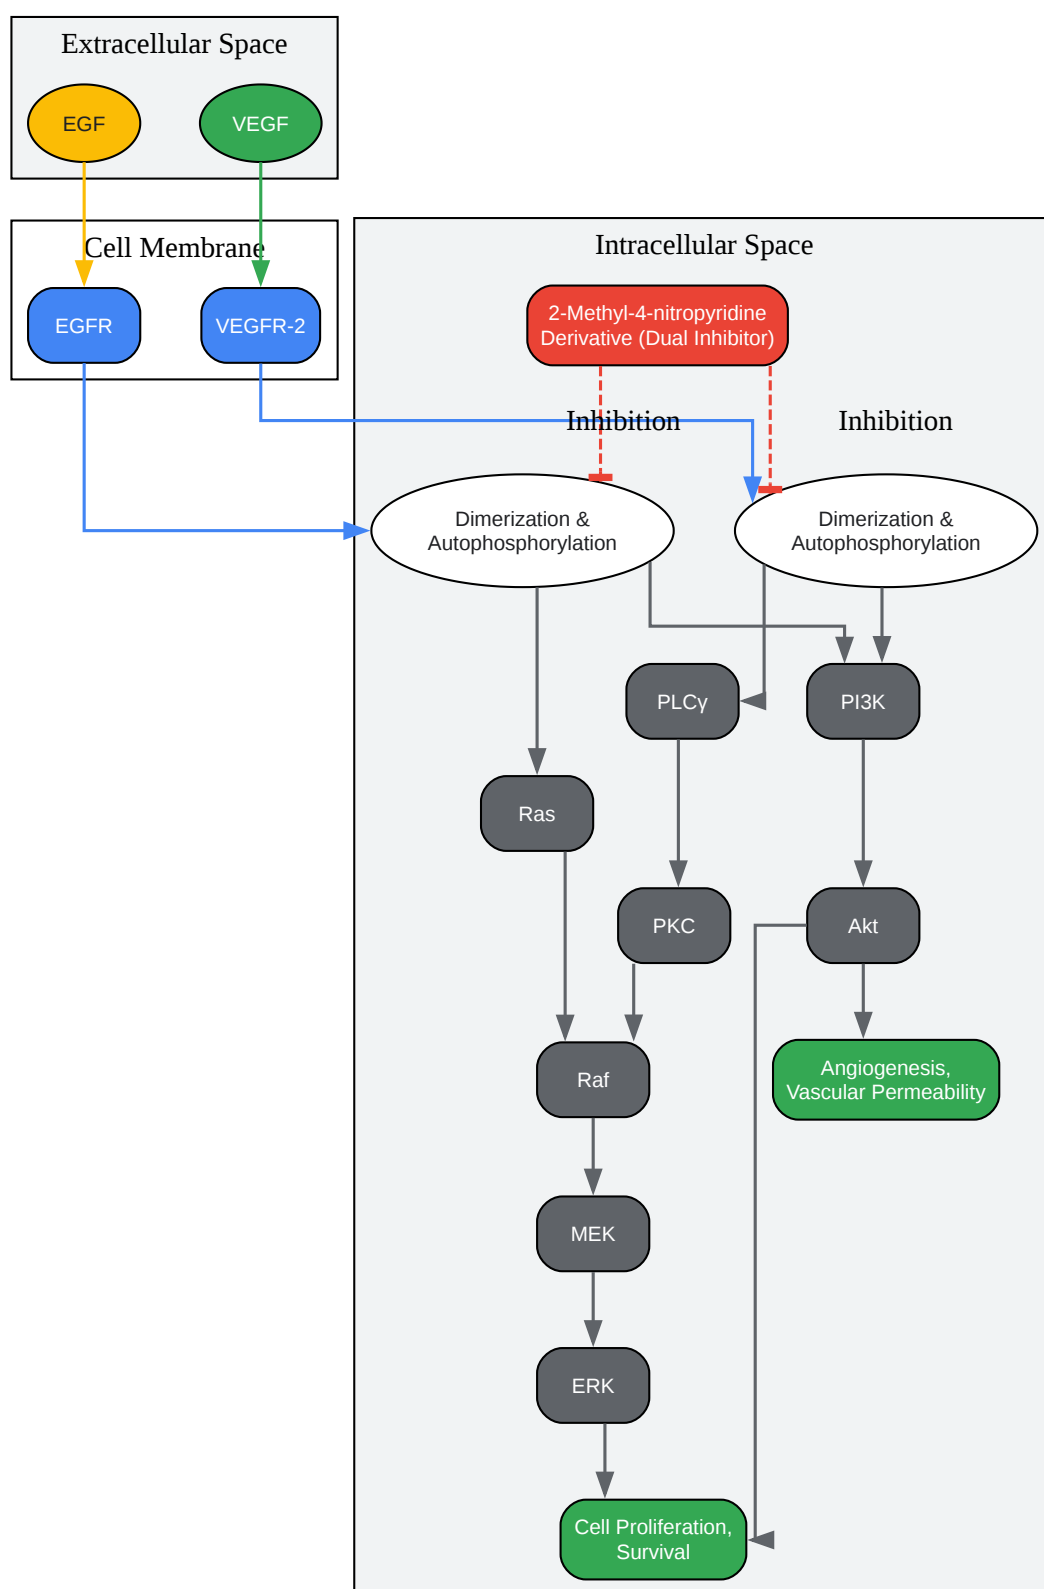 Extracellular Space
EGF
VEGF
Cell Membrane
EGFR
VEGFR-2
Intracellular Space
2-Methyl-4-nitropyridine
Derivative (Dual Inhibitor)
Inhibition
Inhibition
Dimerization &
Autophosphorylation
Dimerization &
Autophosphorylation
PLCγ
PI3K
Ras
PKC
Akt
Raf
Angiogenesis,
Vascular Permeability
MEK
ERK
Cell Proliferation,
Survival